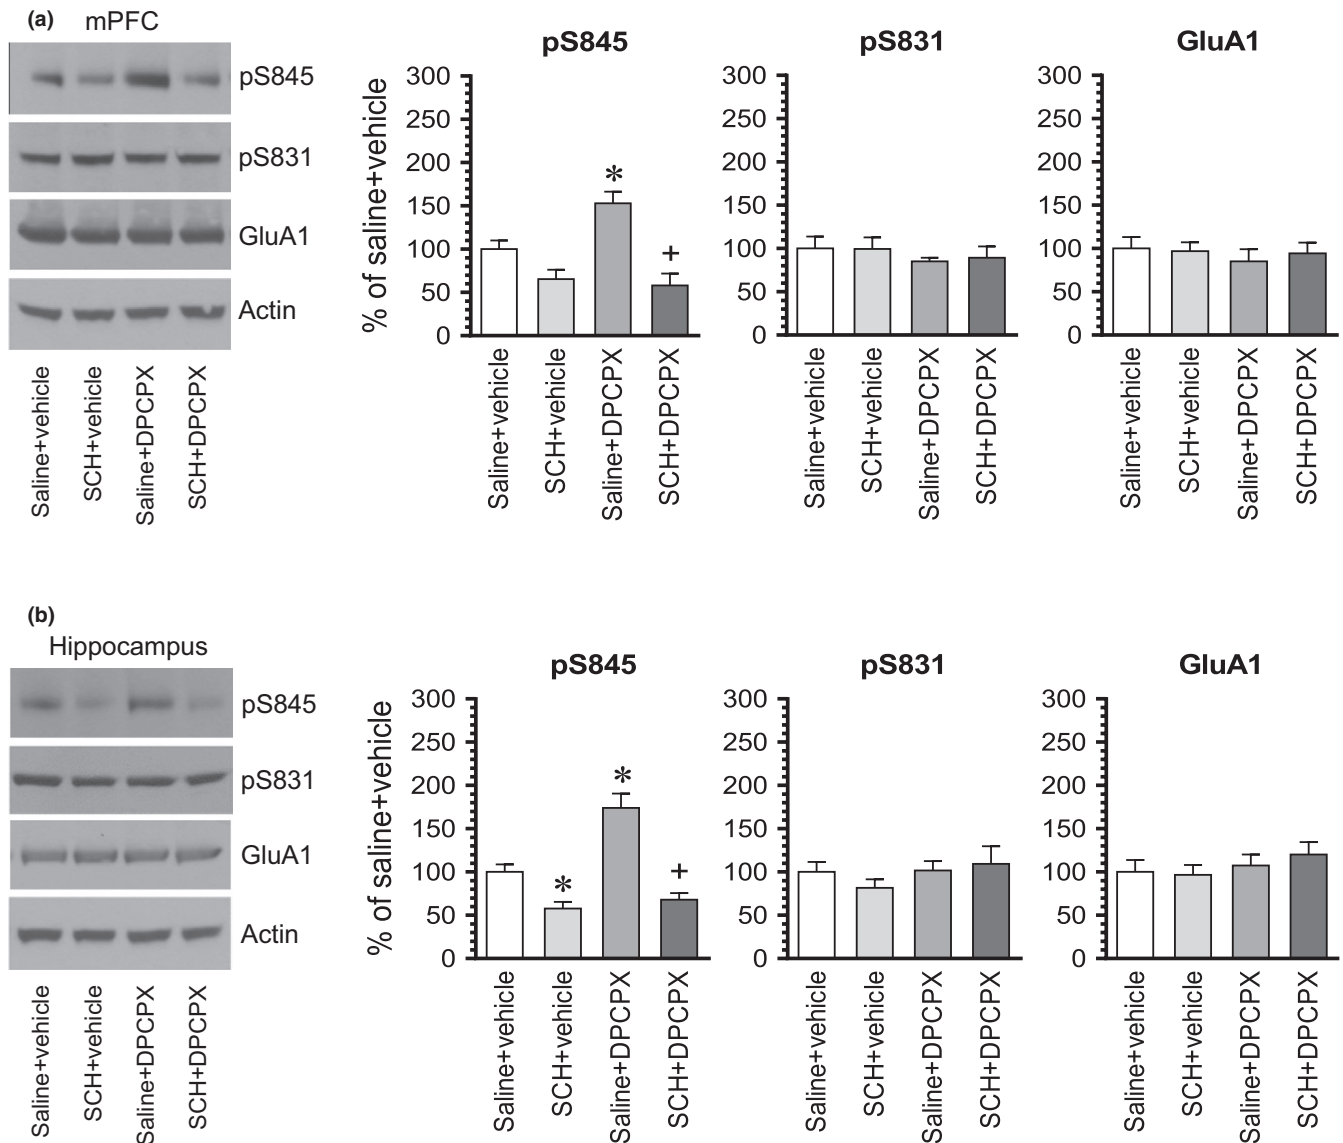 (a)
mPFC
pS845
pS831
GluA1
Actin
Saline+vehicle
SCH+vehicle
Saline+DPCPX
SCH+DPCPX
pS845
% of saline+vehicle
300
250
200
150
100
50
0
*
+
Saline+vehicle
SCH+vehicle
Saline+DPCPX
SCH+DPCPX
pS831
300
250
200
150
100
50
0
Saline+vehicle
SCH+vehicle
Saline+DPCPX
SCH+DPCPX
GluA1
300
250
200
150
100
50
0
Saline+vehicle
SCH+vehicle
Saline+DPCPX
SCH+DPCPX
(b)
Hippocampus
pS845
pS831
GluA1
Actin
Saline+vehicle
SCH+vehicle
Saline+DPCPX
SCH+DPCPX
pS845
% of saline+vehicle
300
250
200
150
100
50
0
*
*
+
Saline+vehicle
SCH+vehicle
Saline+DPCPX
SCH+DPCPX
pS831
300
250
200
150
100
50
0
Saline+vehicle
SCH+vehicle
Saline+DPCPX
SCH+DPCPX
GluA1
300
250
200
150
100
50
0
Saline+vehicle
SCH+vehicle
Saline+DPCPX
SCH+DPCPX